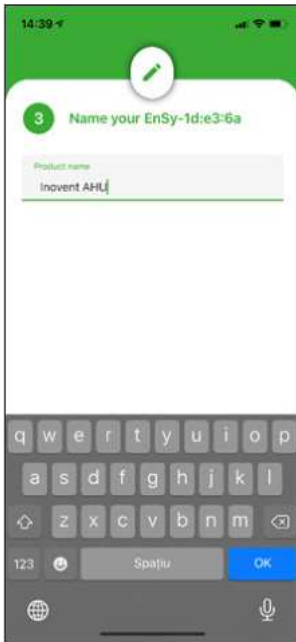 14:39
3 Name your EnSy-1d:e3:6a
Product name
Inovent AHU
q w e r t y u i o p
a s d f g h j k l
z x c v b n m
123 Spațiu OK